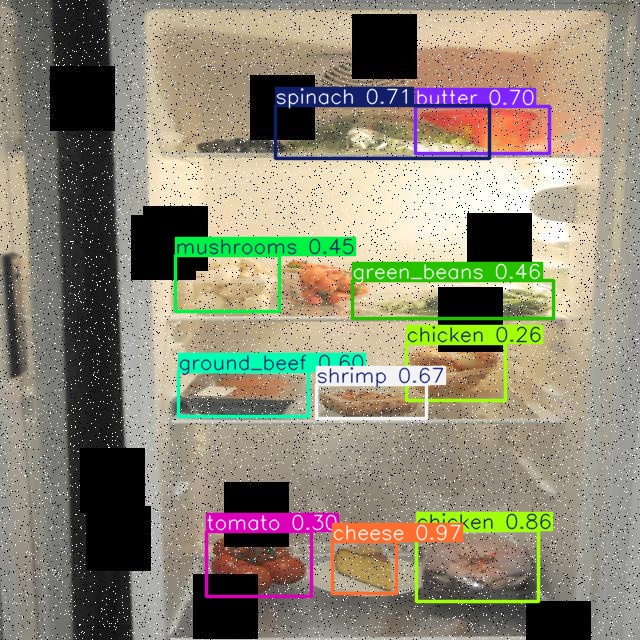 spinach 0.71
butter 0.70
mushrooms 0.45
green_beans 0.46
chicken 0.26
ground_beef 0.60
shrimp 0.67
tomato 0.30
chicken 0.86
cheese 0.97